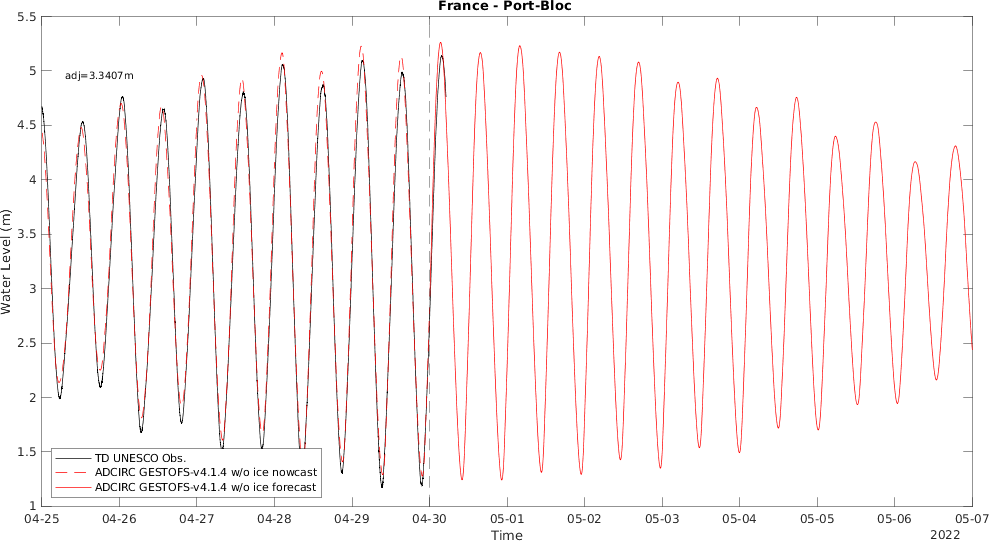 France - Port-Bloc
adj=3.3407m
5.5
5
4.5
4
3.5
3
2.5
2
1.5
1
Water Level (m)
TD UNESCO Obs.
ADCIRC GESTOFS-v4.1.4 w/o ice nowcast
ADCIRC GESTOFS-v4.1.4 w/o ice forecast
04-25 04-26 04-27 04-28 04-29 04-30 05-01 05-02 05-03 05-04 05-05 05-06 05-07
Time
2022